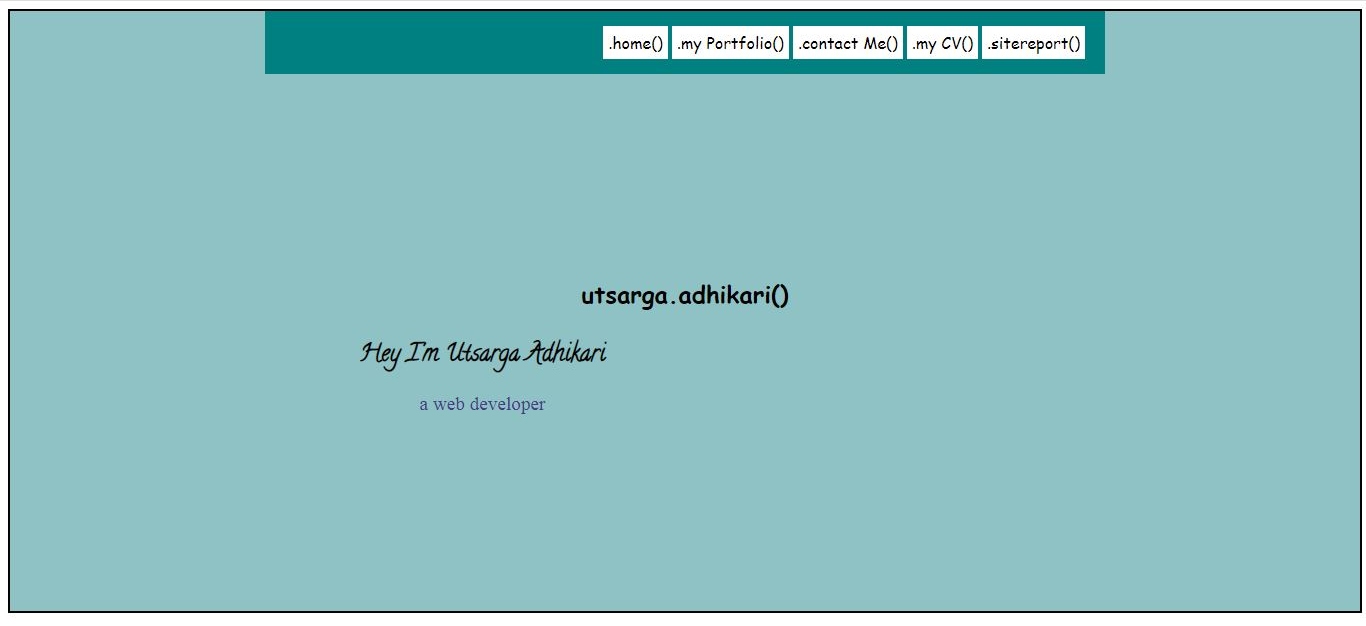 .home() .my Portfolio() .contact Me() .my CV() .sitereport()
utsarga.adhikari()
Hey I'm Utsarga Adhikari
a web developer